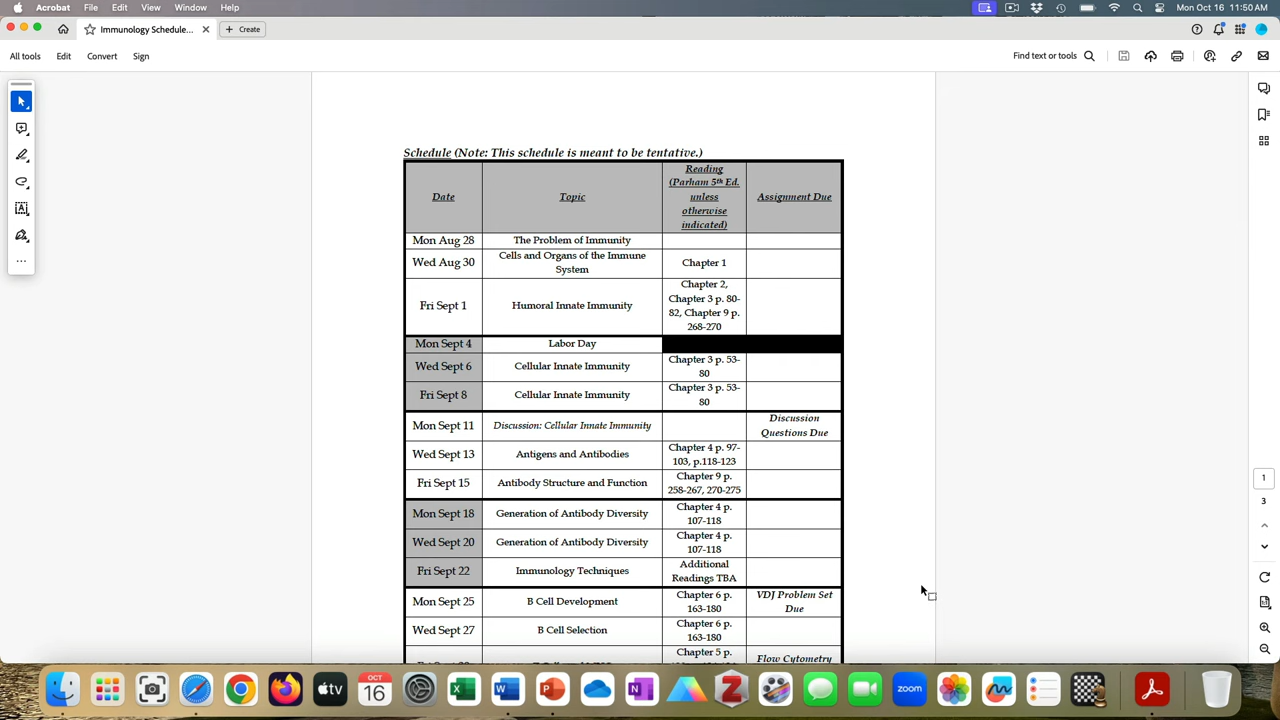 Acrobat File Edit View Window Help Mon Oct 16 11:50 AM
Immunology Schedule... Create
All tools Edit Convert Sign Find text or tools
Schedule (Note: This schedule is meant to be tentative.)
Date Topic Reading (Parham 5th Ed. unless otherwise indicated) Assignment Due
Mon Aug 28 The Problem of Immunity
Wed Aug 30 Cells and Organs of the Immune System Chapter 1
Fri Sept 1 Humoral Innate Immunity Chapter 2, Chapter 3 p. 80-82, Chapter 9 p. 268-270
Mon Sept 4 Labor Day
Wed Sept 6 Cellular Innate Immunity Chapter 3 p. 53-80
Fri Sept 8 Cellular Innate Immunity Chapter 3 p. 53-80
Mon Sept 11 Discussion: Cellular Innate Immunity Discussion Questions Due
Wed Sept 13 Antigens and Antibodies Chapter 4 p. 97-103, p.118-123
Fri Sept 15 Antibody Structure and Function Chapter 9 p. 258-267, 270-275
Mon Sept 18 Generation of Antibody Diversity Chapter 4 p. 107-118
Wed Sept 20 Generation of Antibody Diversity Chapter 4 p. 107-118
Fri Sept 22 Immunology Techniques Additional Readings TBA
Mon Sept 25 B Cell Development Chapter 6 p. 163-180 VDJ Problem Set Due
Wed Sept 27 B Cell Selection Chapter 6 p. 163-180
Chapter 5 p. Flow Cytometry
1
3
OCT
16
tv
zoom